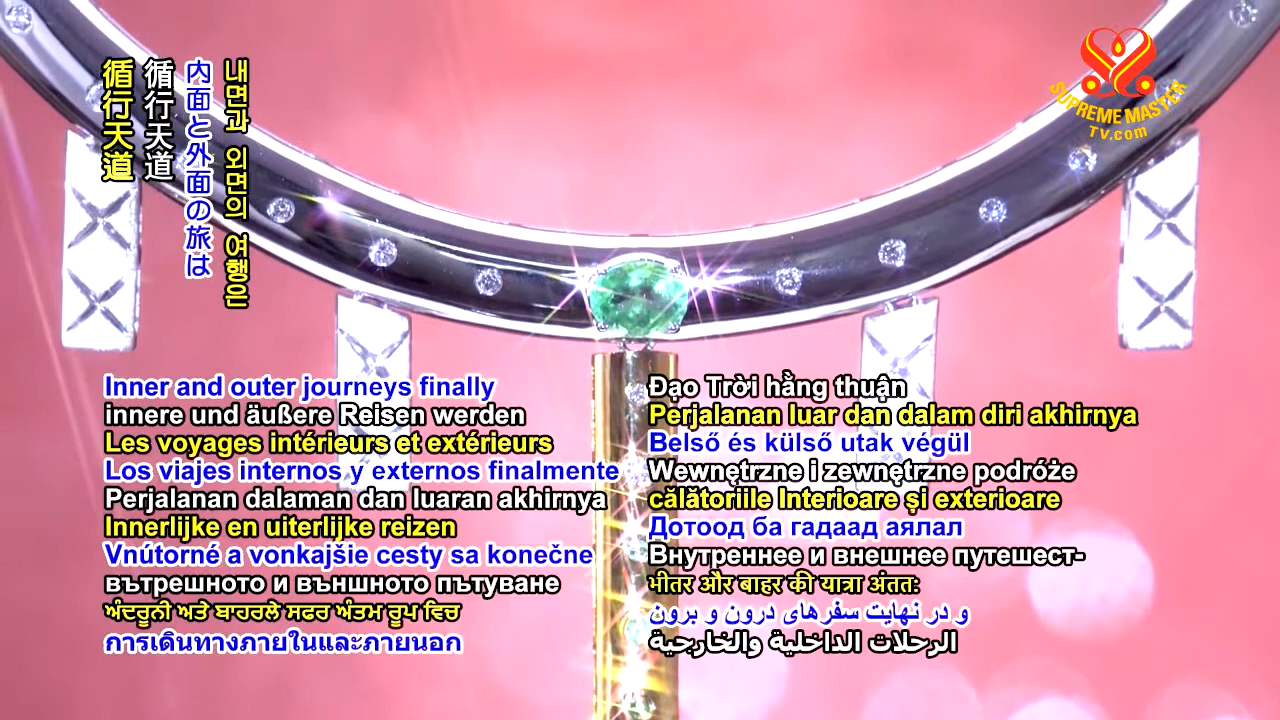 循行天道
循行天道
内面と外面の旅は
내면과 외면의 여행은
SUPREME MASTER
TV.com
Inner and outer journeys finally
innere und äußere Reisen werden
Les voyages intérieurs et extérieurs
Los viajes internos y externos finalmente
Perjalanan dalaman dan luaran akhirnya
Innerlijke en uiterlijke reizen
Vnútorné a vonkajšie cesty sa konečne
вътрешното и външното пътуване
ਅੰਦਰੂਨੀ ਅਤੇ ਬਾਹਰਲੇ ਸਫਰ ਅੰਤਮ ਰੂਪ ਵਿਚ
การเดินทางภายในและภายนอก
Đạo Trời hằng thuận
Perjalanan luar dan dalam diri akhirnya
Belső és külső utak végül
Wewnętrzne i zewnętrzne podróże
călătoriile Interioare și exterioare
Дотоод ба гадаад аялал
Внутреннее и внешнее путешест-
भीतर और बाहर की यात्रा अंततः
و در نهایت سفرهای درون و برون
الرحلات الداخلية والخارجية